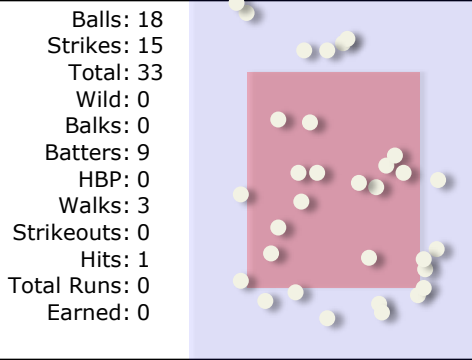 Balls: 18
Strikes: 15
Total: 33
Wild: 0
Balks: 0
Batters: 9
HBP: 0
Walks: 3
Strikeouts: 0
Hits: 1
Total Runs: 0
Earned: 0